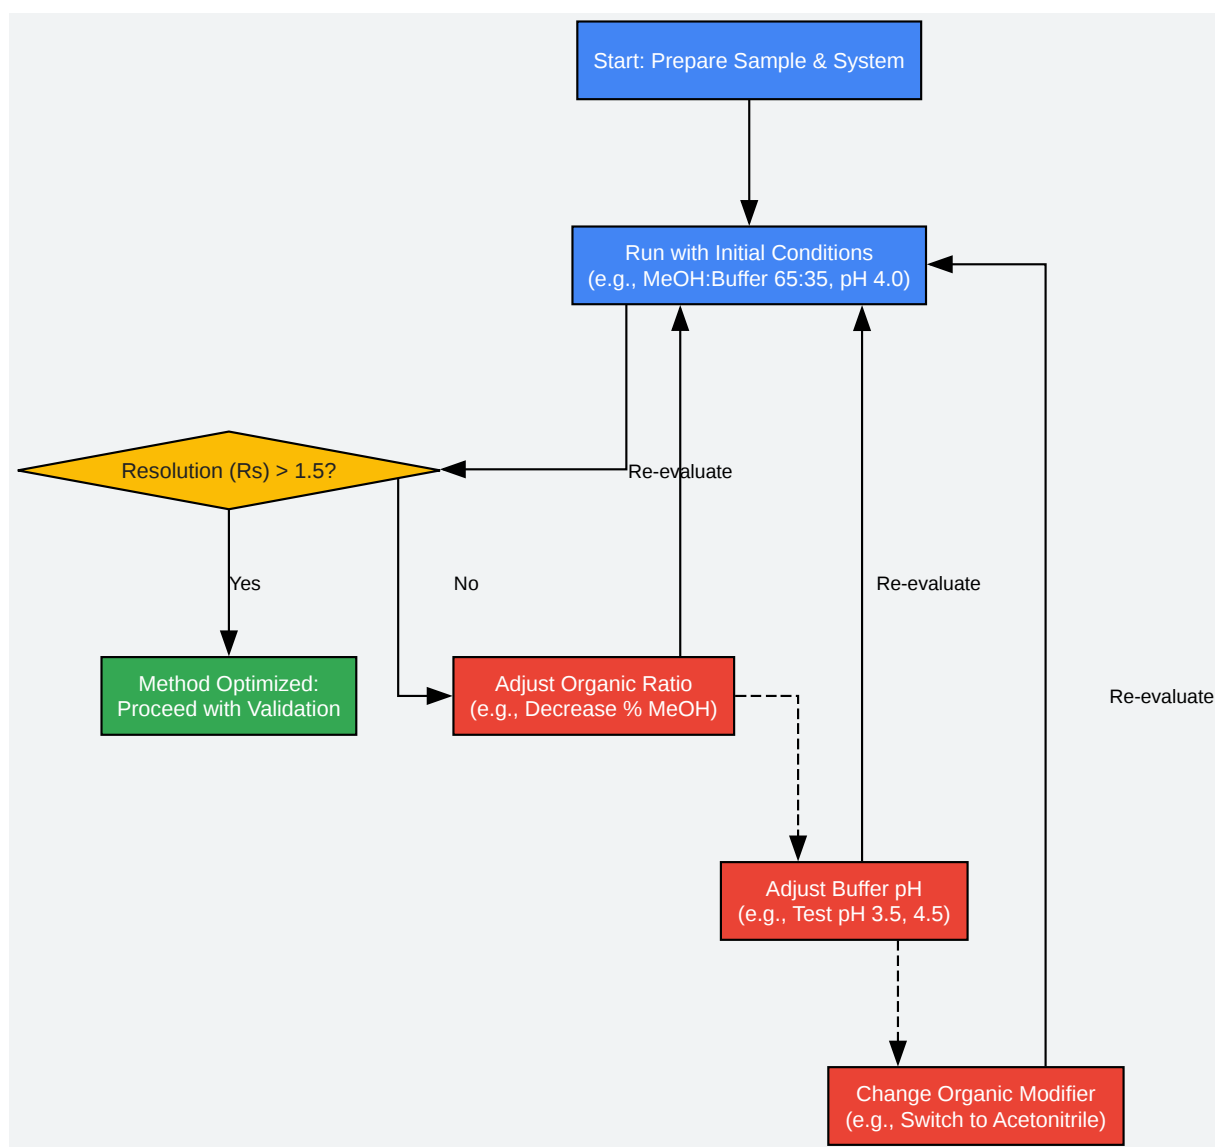 Start: Prepare Sample & System
Run with Initial Conditions
(e.g., MeOH:Buffer 65:35, pH 4.0)
Resolution (Rs) > 1.5?
Re-evaluate
Yes
No
Re-evaluate
Method Optimized:
Proceed with Validation
Adjust Organic Ratio
(e.g., Decrease % MeOH)
Re-evaluate
Adjust Buffer pH
(e.g., Test pH 3.5, 4.5)
Change Organic Modifier
(e.g., Switch to Acetonitrile)